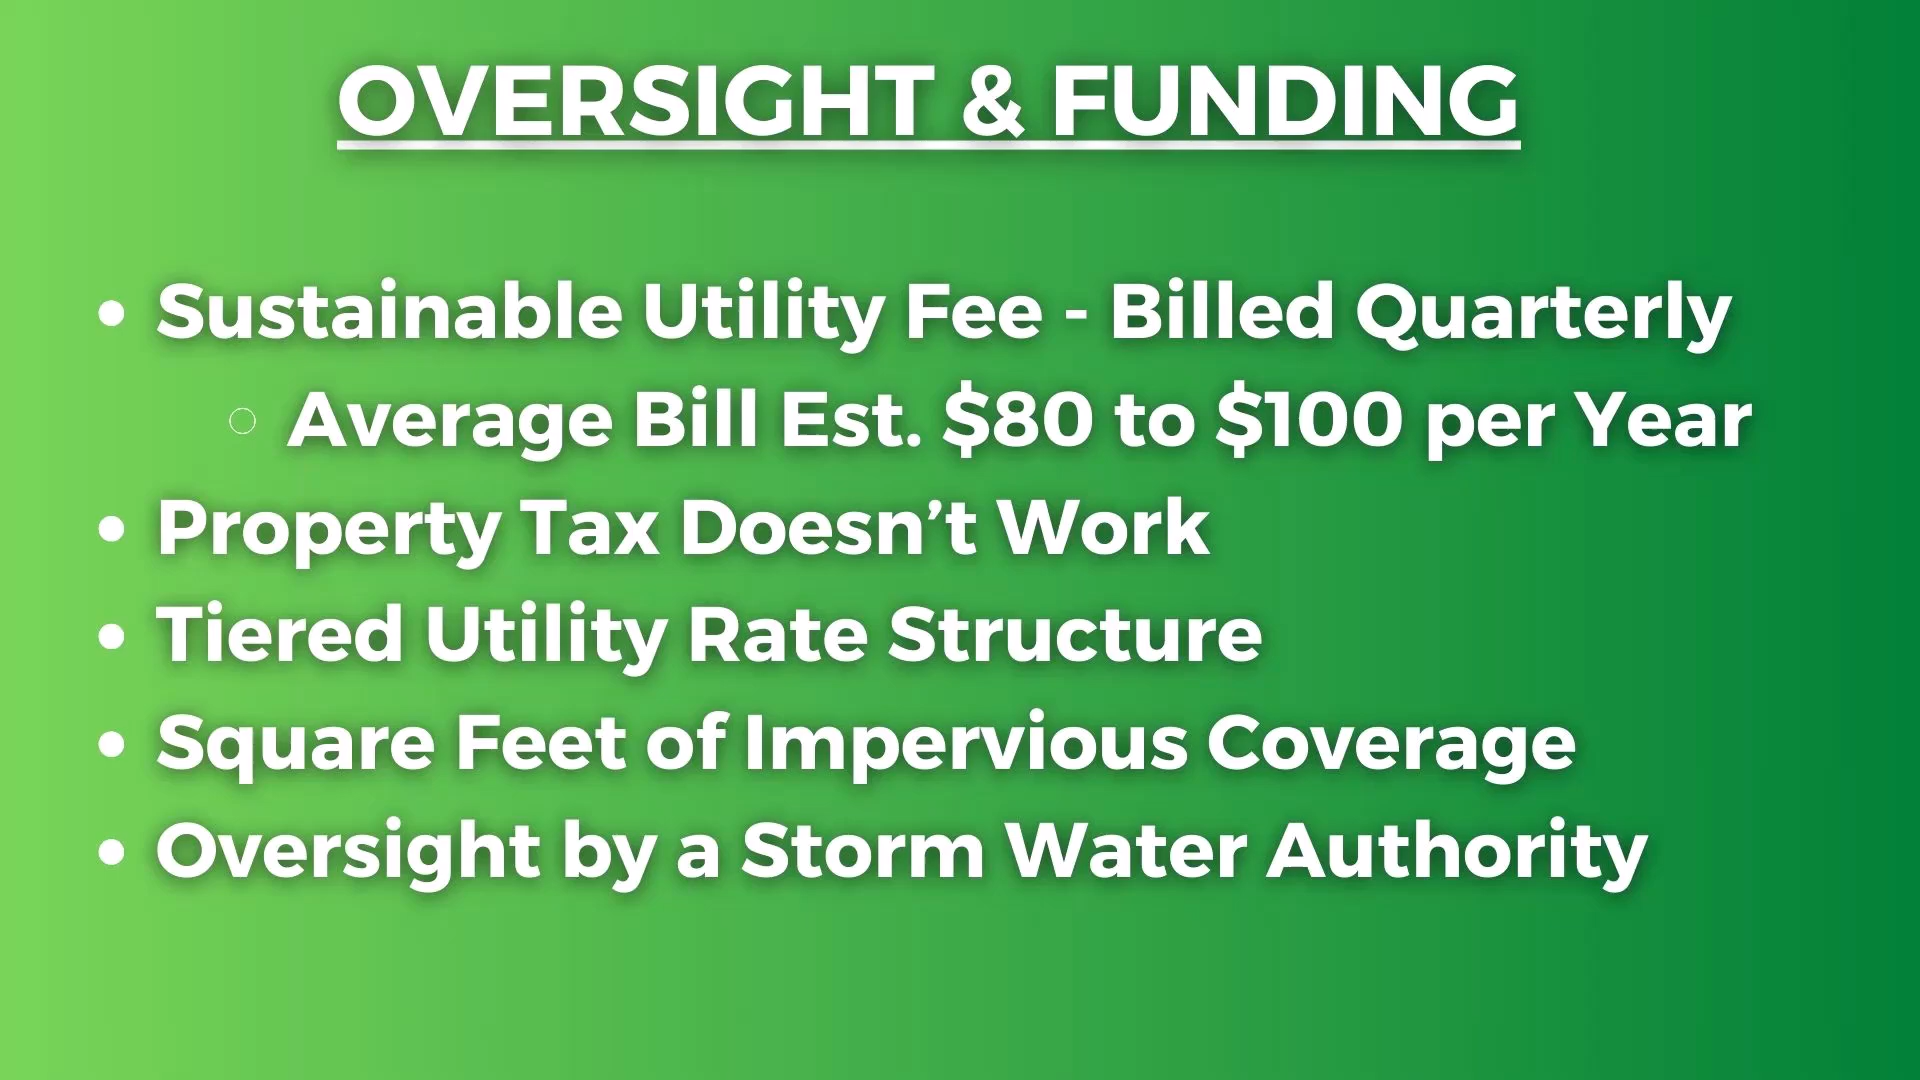 OVERSIGHT & FUNDING
• Sustainable Utility Fee - Billed Quarterly
○ Average Bill Est. $80 to $100 per Year
• Property Tax Doesn’t Work
• Tiered Utility Rate Structure
• Square Feet of Impervious Coverage
• Oversight by a Storm Water Authority